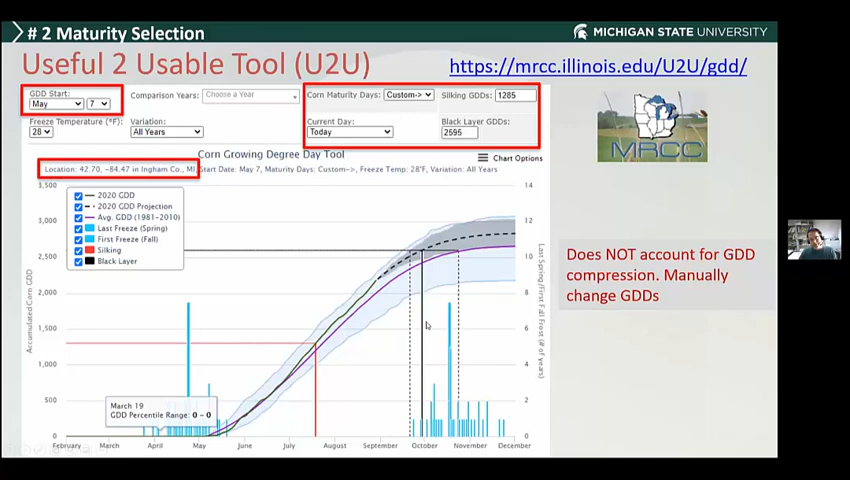 # 2 Maturity Selection
MICHIGAN STATE UNIVERSITY
Useful 2 Usable Tool (U2U)
https://mrcc.illinois.edu/U2U/gdd/
GDD Start:
May 7
Comparison Years: Choose a Year
Corn Maturity Days: Custom->
Silking GDDs: 1285
Freeze Temperature (°F):
28
Variation:
All Years
Current Day:
Today
Black Layer GDDs:
2595
MRCC
Corn Growing Degree Day Tool
Chart Options
Location: 42.70, -84.47 in Ingham Co., MI, Start Date: May 7, Maturity Days: Custom->, Freeze Temp: 28°F, Variation: All Years
3,500
3,000
2,500
2,000
1,500
1,000
500
0
Accumulated Corn GDD
2020 GDD
2020 GDD Projection
Avg. GDD (1981-2010)
Last Freeze (Spring)
First Freeze (Fall)
Silking
Black Layer
March 19
GDD Percentile Range: 0 - 0
14
12
10
8
6
4
2
0
Last Spring/First Fall Frost (# of years)
February March April May June July August September October November December
Does NOT account for GDD
compression. Manually
change GDDs